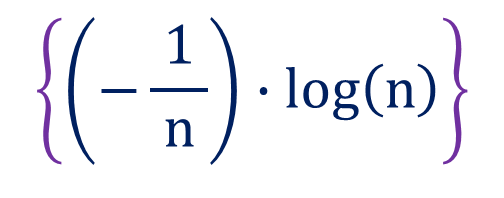 {(− 1/n) · log(n)}